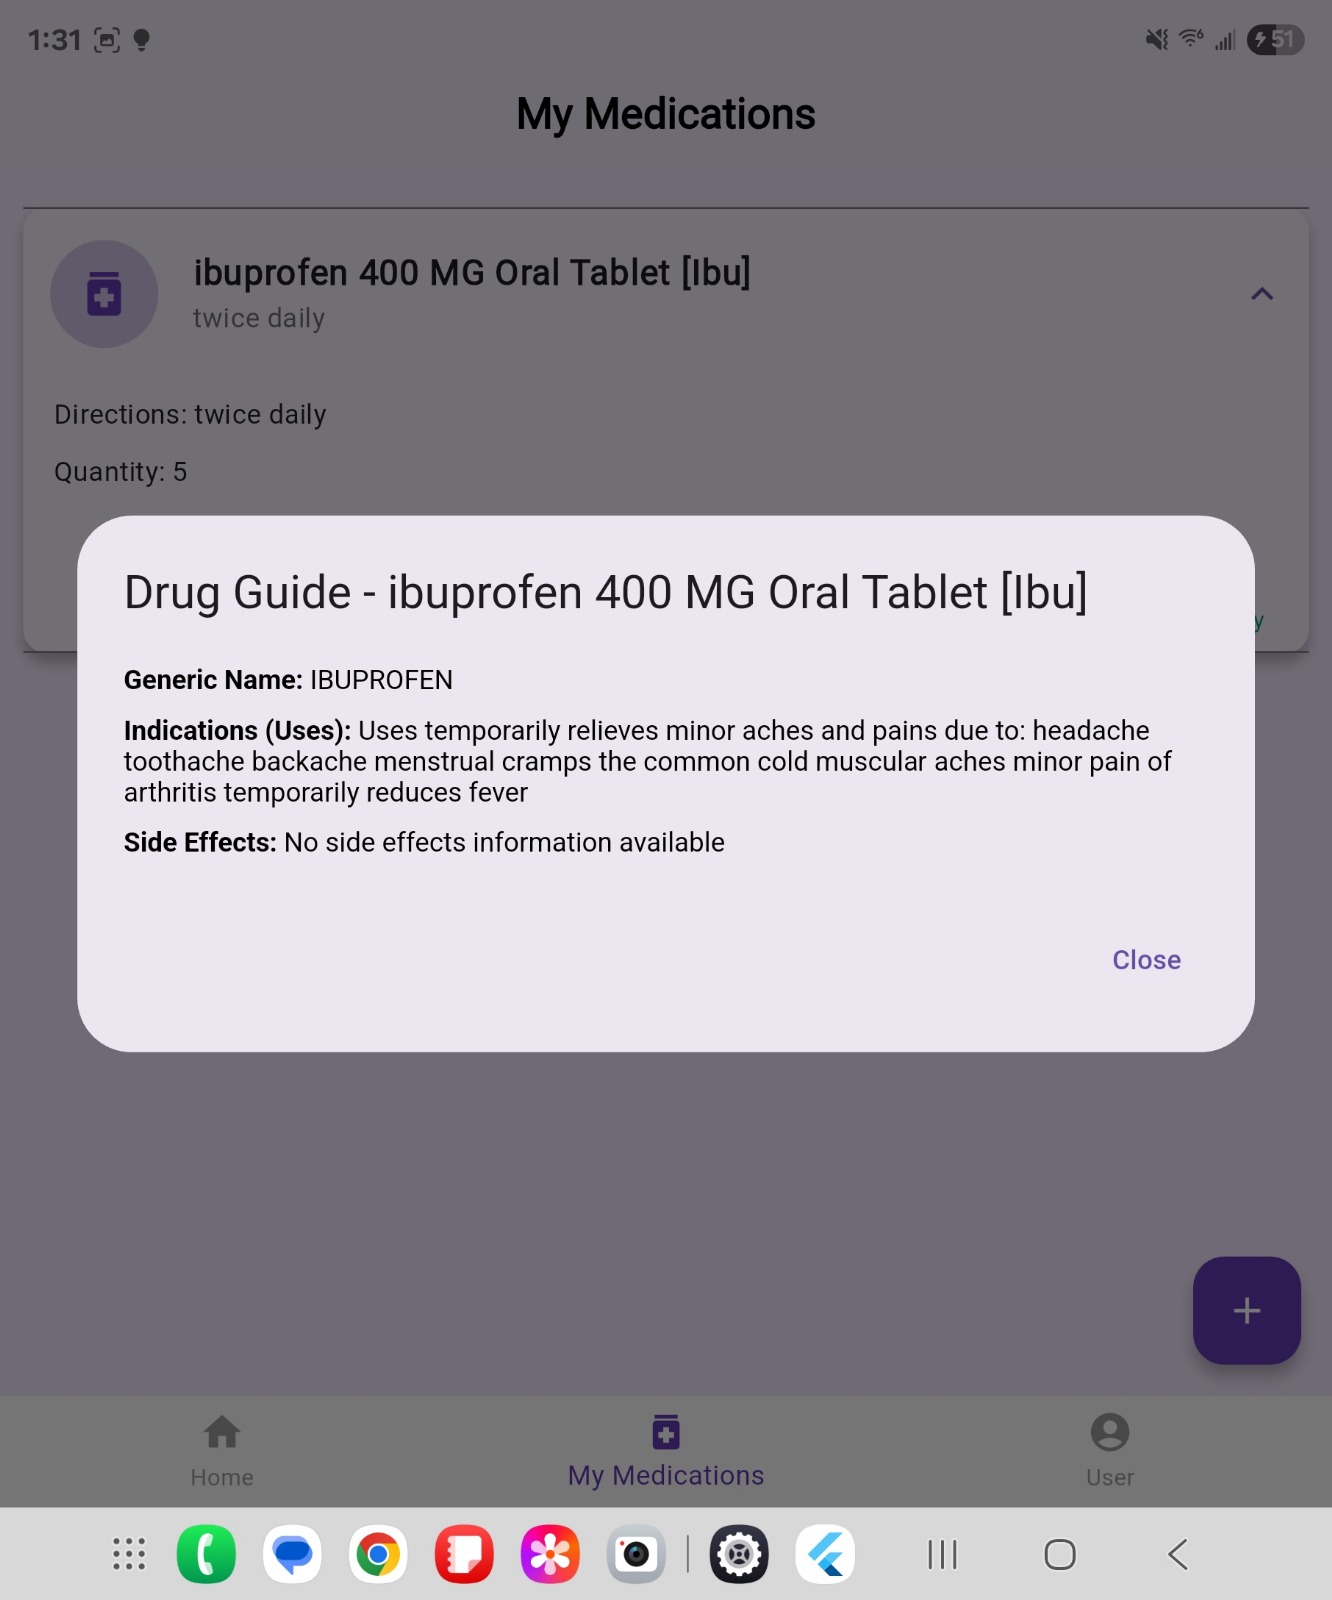 1:31
6
51
My Medications
ibuprofen 400 MG Oral Tablet [Ibu]
twice daily
Directions: twice daily
Quantity: 5
y
Drug Guide - ibuprofen 400 MG Oral Tablet [Ibu]
Generic Name: IBUPROFEN
Indications (Uses): Uses temporarily relieves minor aches and pains due to: headache
toothache backache menstrual cramps the common cold muscular aches minor pain of
arthritis temporarily reduces fever
Side Effects: No side effects information available
Close
Home
My Medications
User